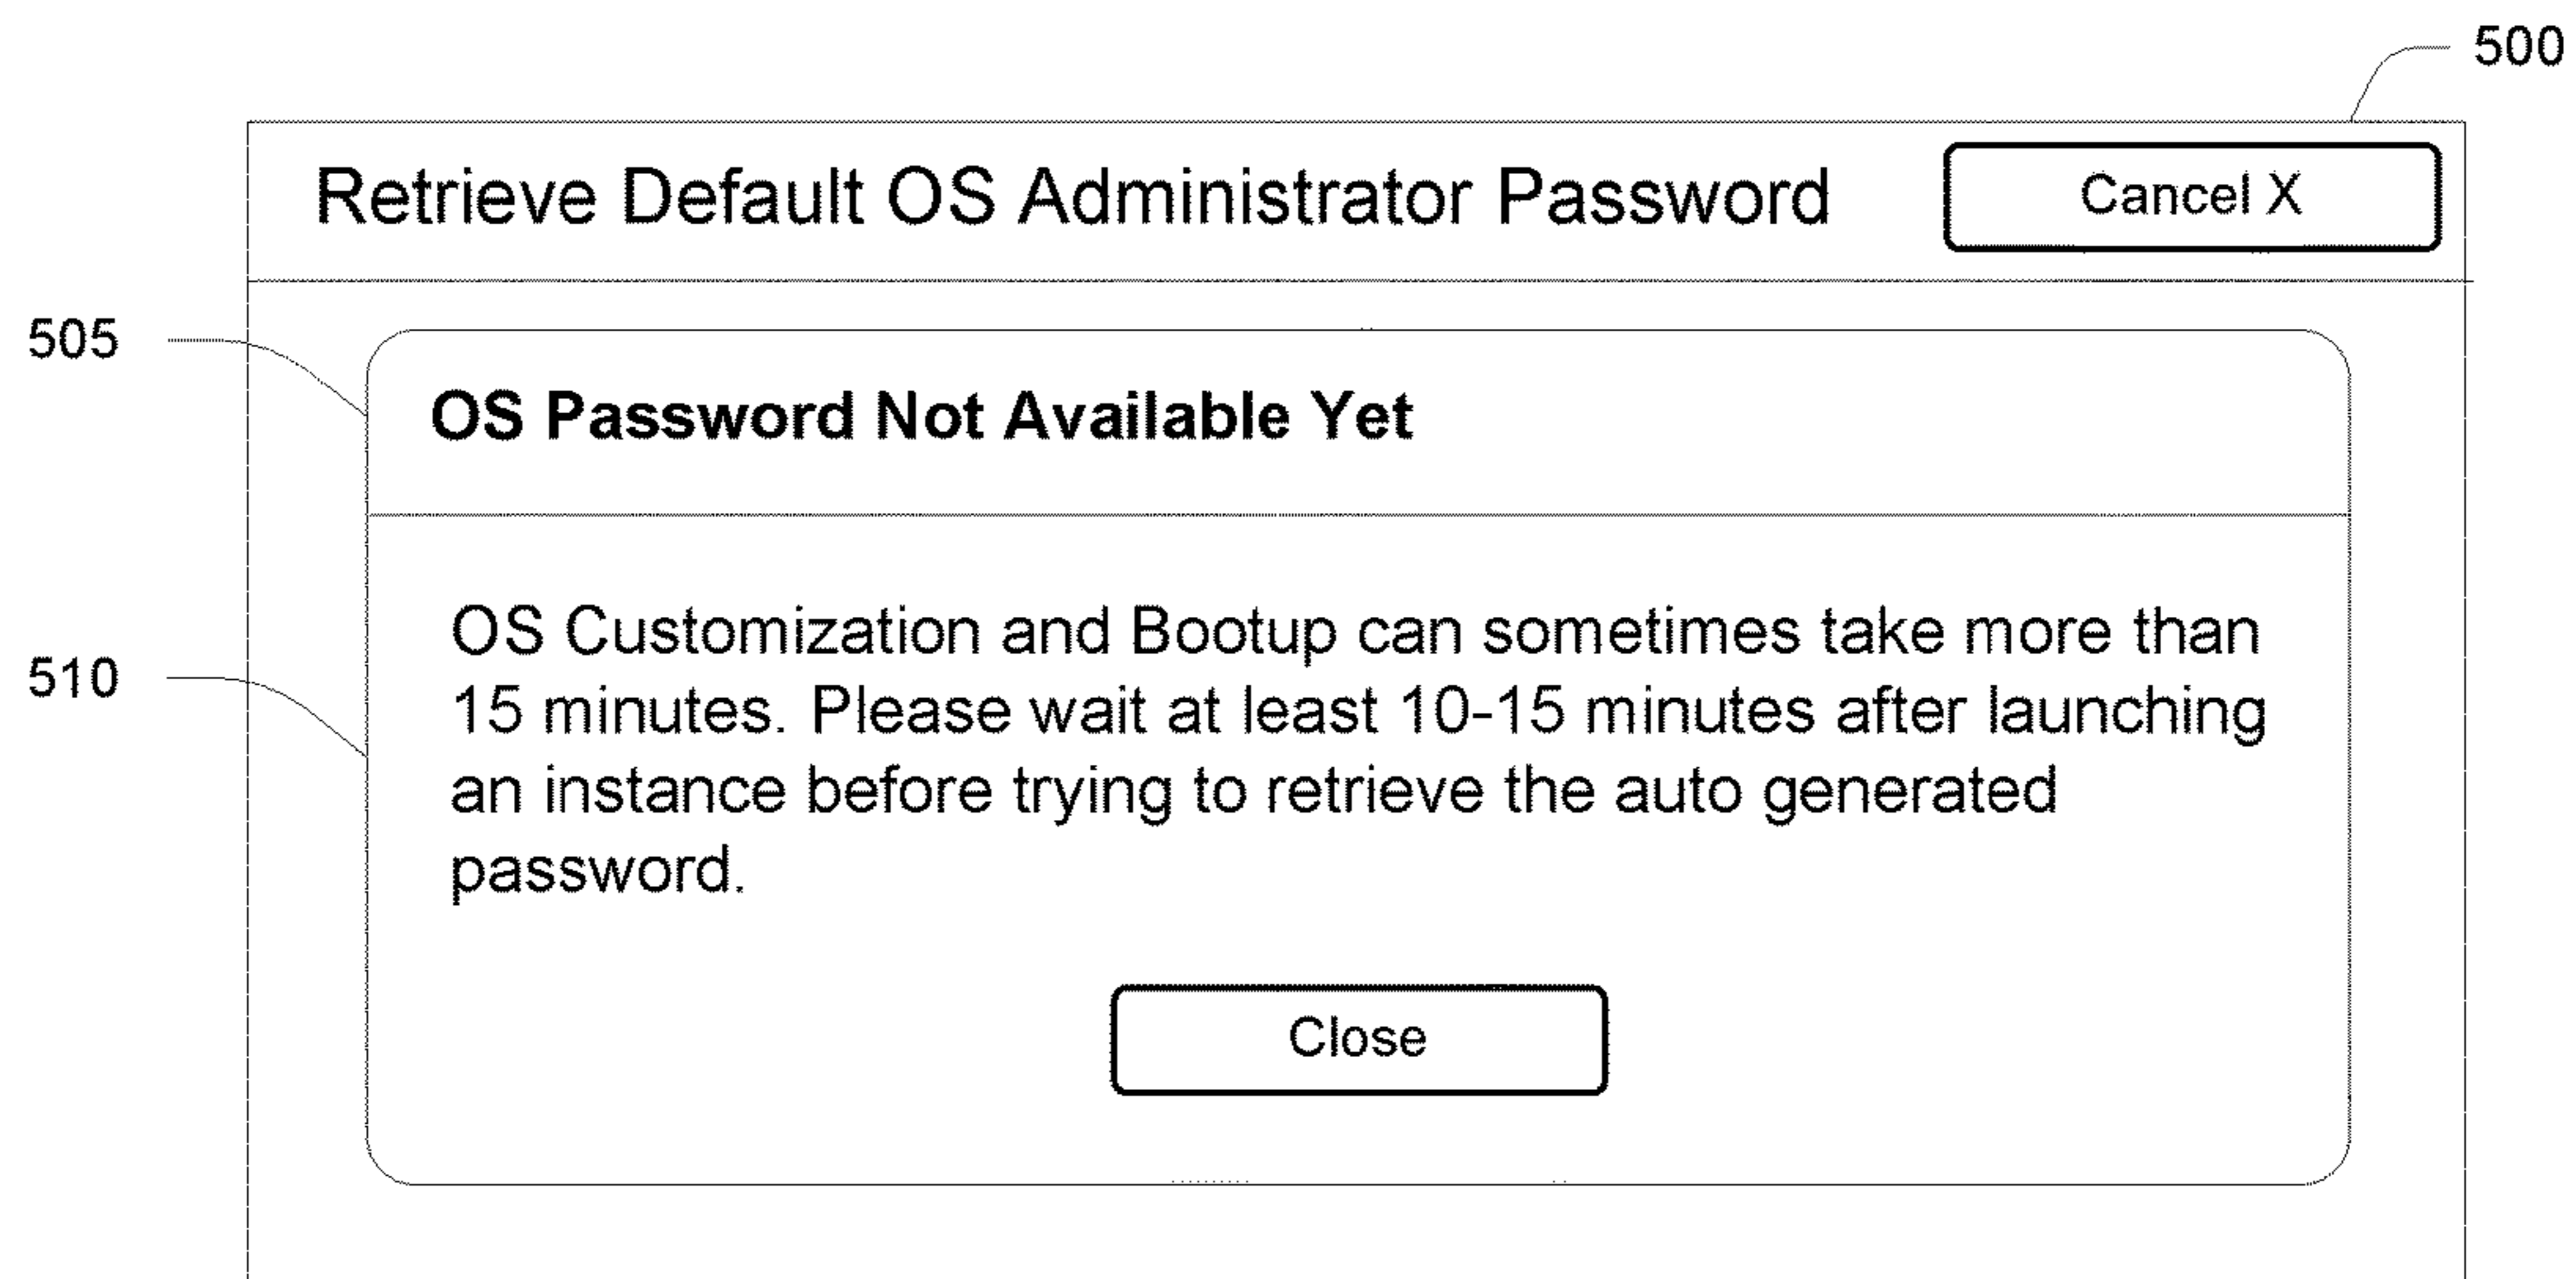 500
Retrieve Default OS Administrator Password
Cancel X
505
OS Password Not Available Yet
510
OS Customization and Bootup can sometimes take more than
15 minutes. Please wait at least 10-15 minutes after launching
an instance before trying to retrieve the auto generated
password.
Close